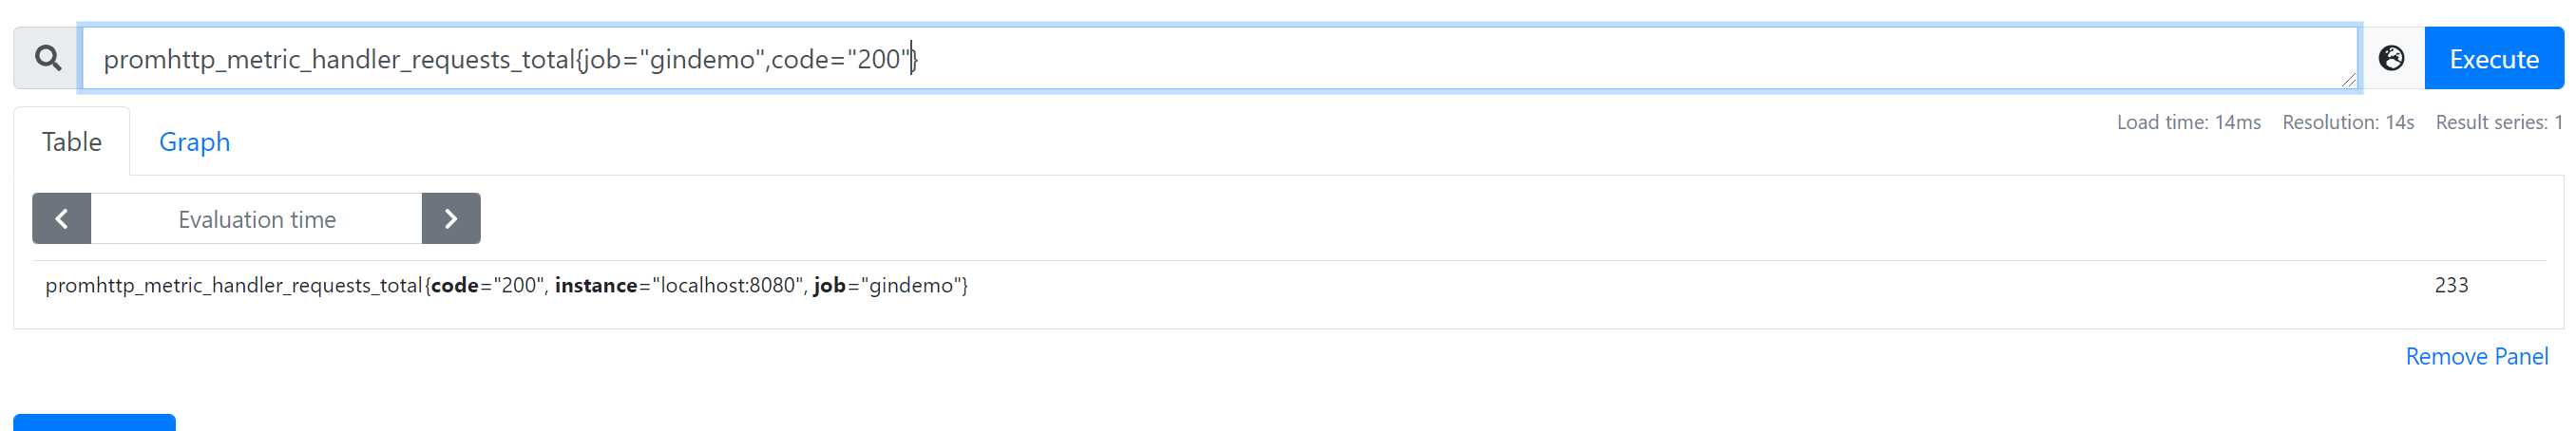 promhttp_metric_handler_requests_total{job="gindemo",code="200"}
Execute
Table Graph
Load time: 14ms Resolution: 14s Result series: 1
Evaluation time
promhttp_metric_handler_requests_total{code="200", instance="localhost:8080", job="gindemo"} 233
Remove Panel